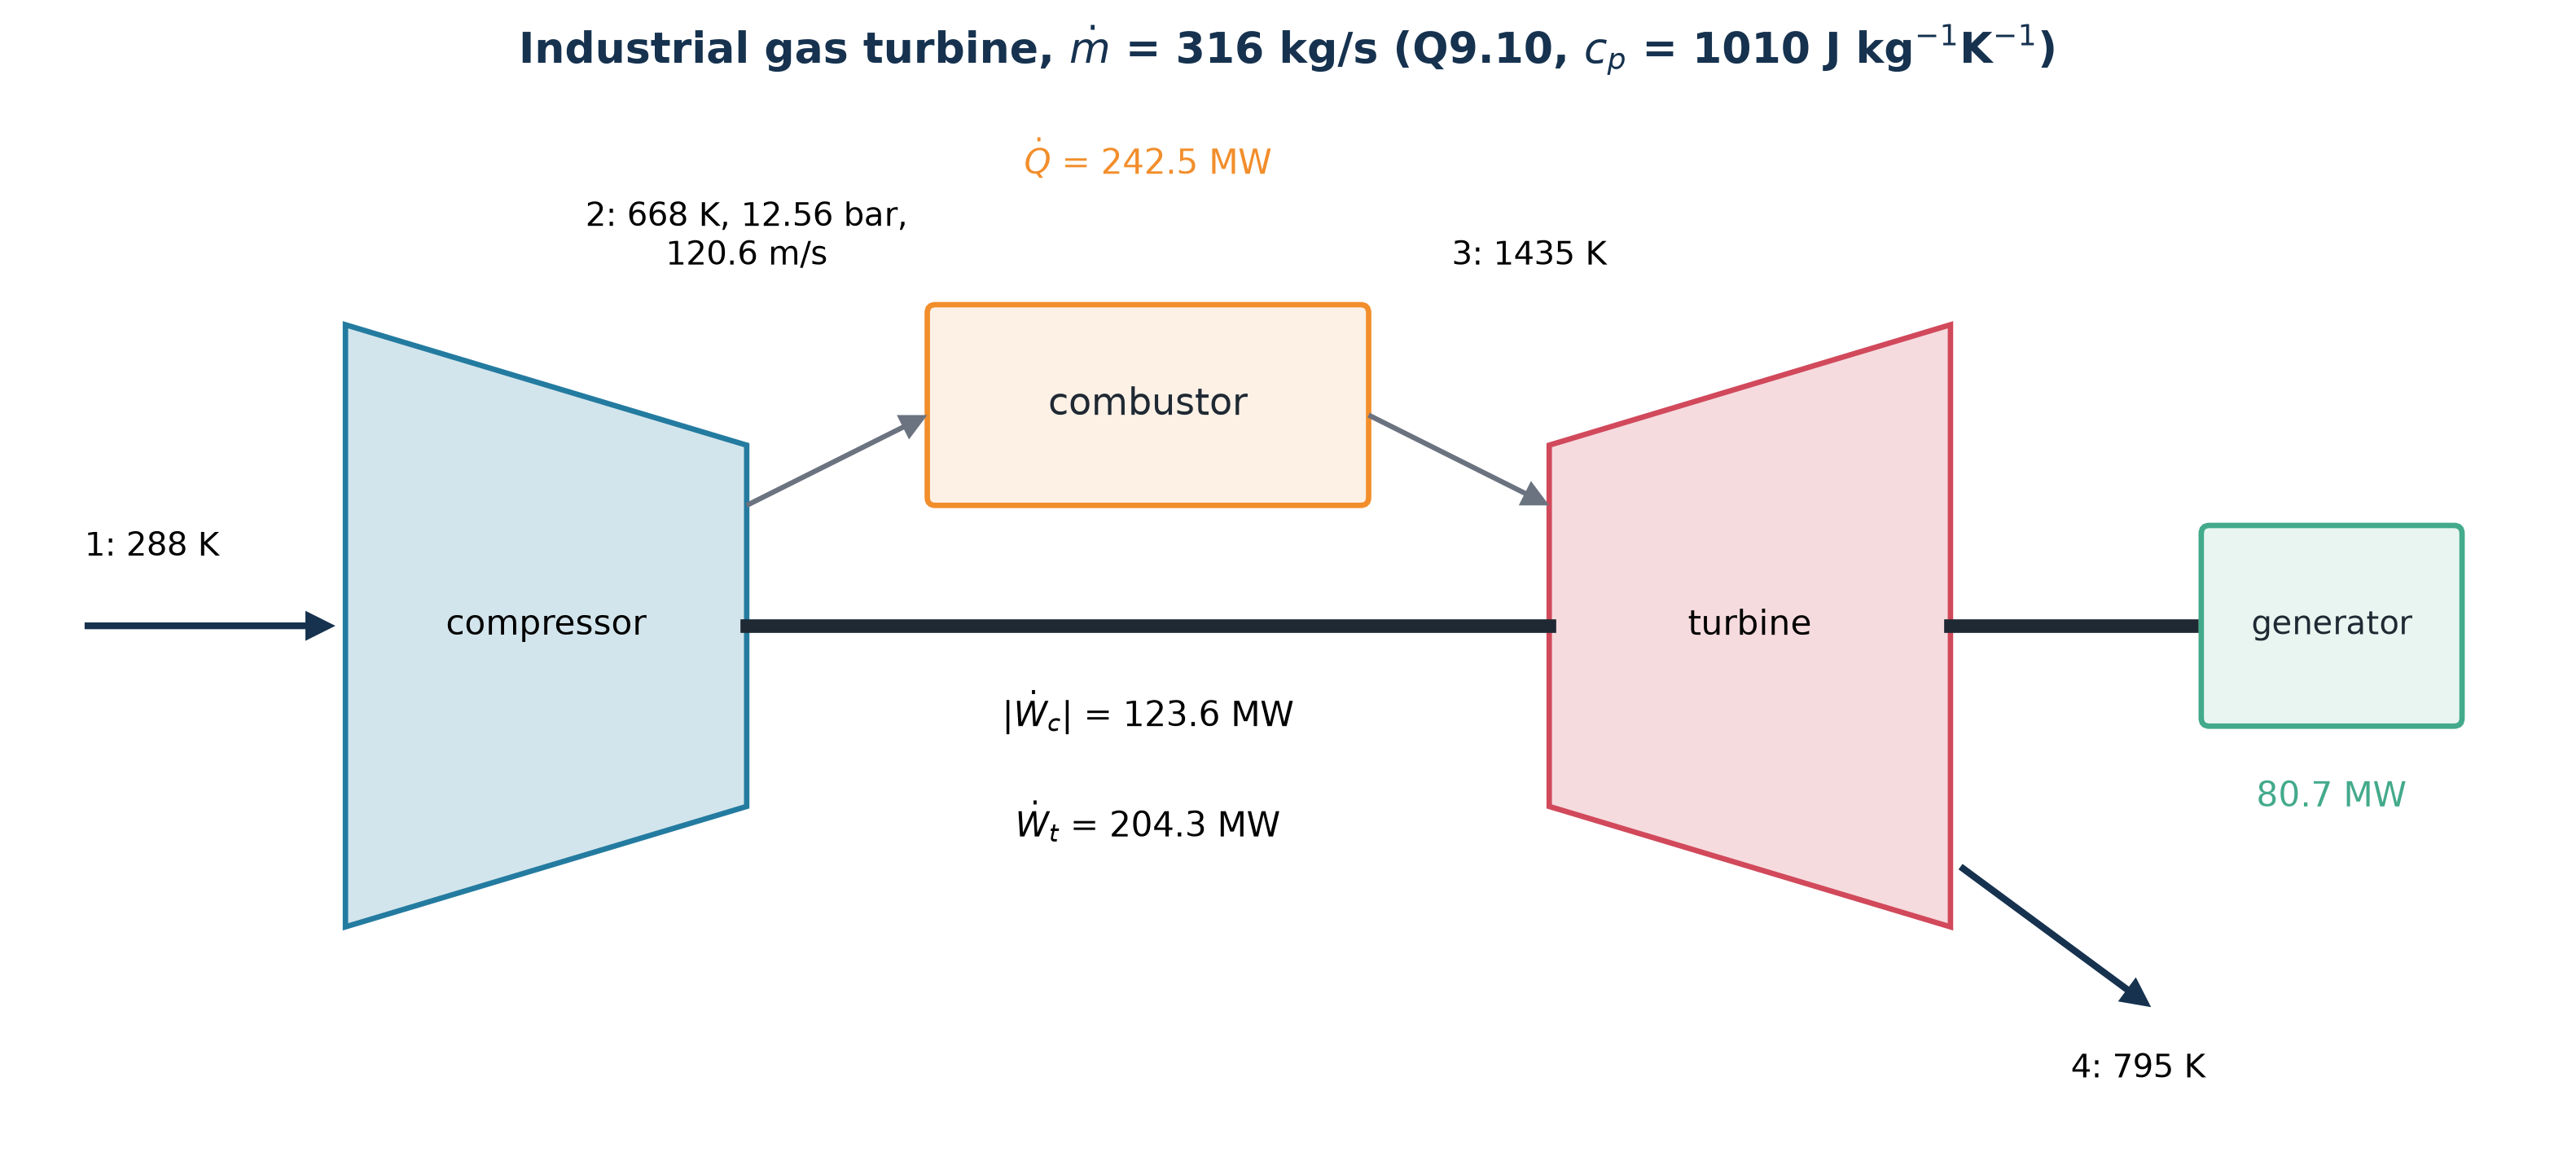 Industrial gas turbine, ṁ = 316 kg/s (Q9.10, cₚ = 1010 J kg⁻¹K⁻¹)
Q̇ = 242.5 MW
2: 668 K, 12.56 bar,
120.6 m/s
3: 1435 K
combustor
1: 288 K
compressor
turbine
generator
|Ẇ_c| = 123.6 MW
80.7 MW
Ẇ_t = 204.3 MW
4: 795 K